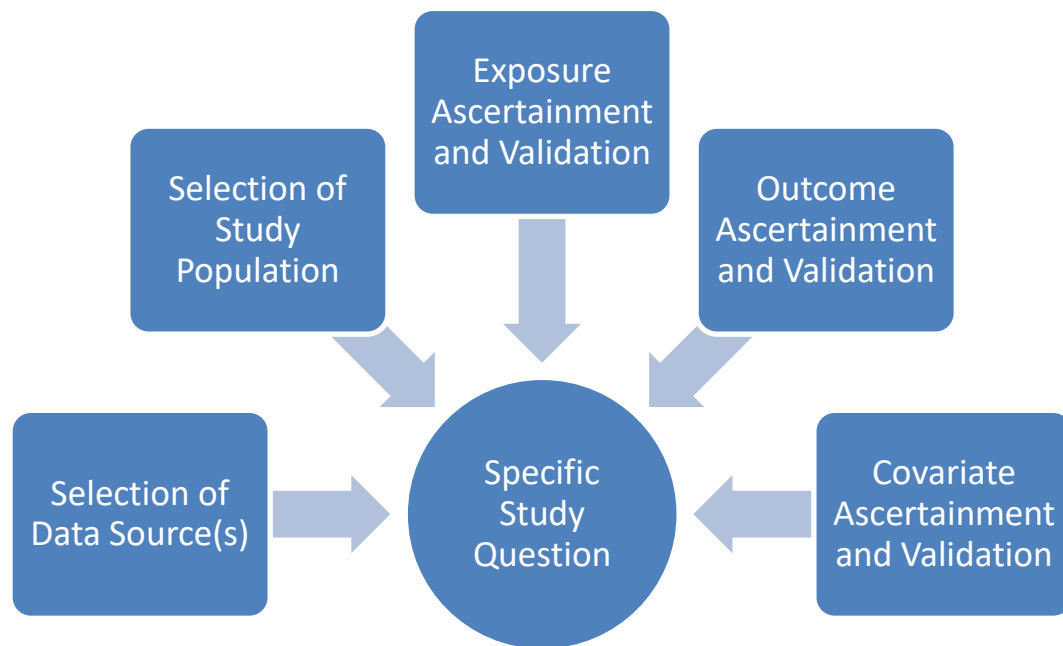 Exposure
Ascertainment
and Validation
Selection of
Study
Population
Outcome
Ascertainment
and Validation
Selection of
Data Source(s)
Specific
Study
Question
Covariate
Ascertainment
and Validation